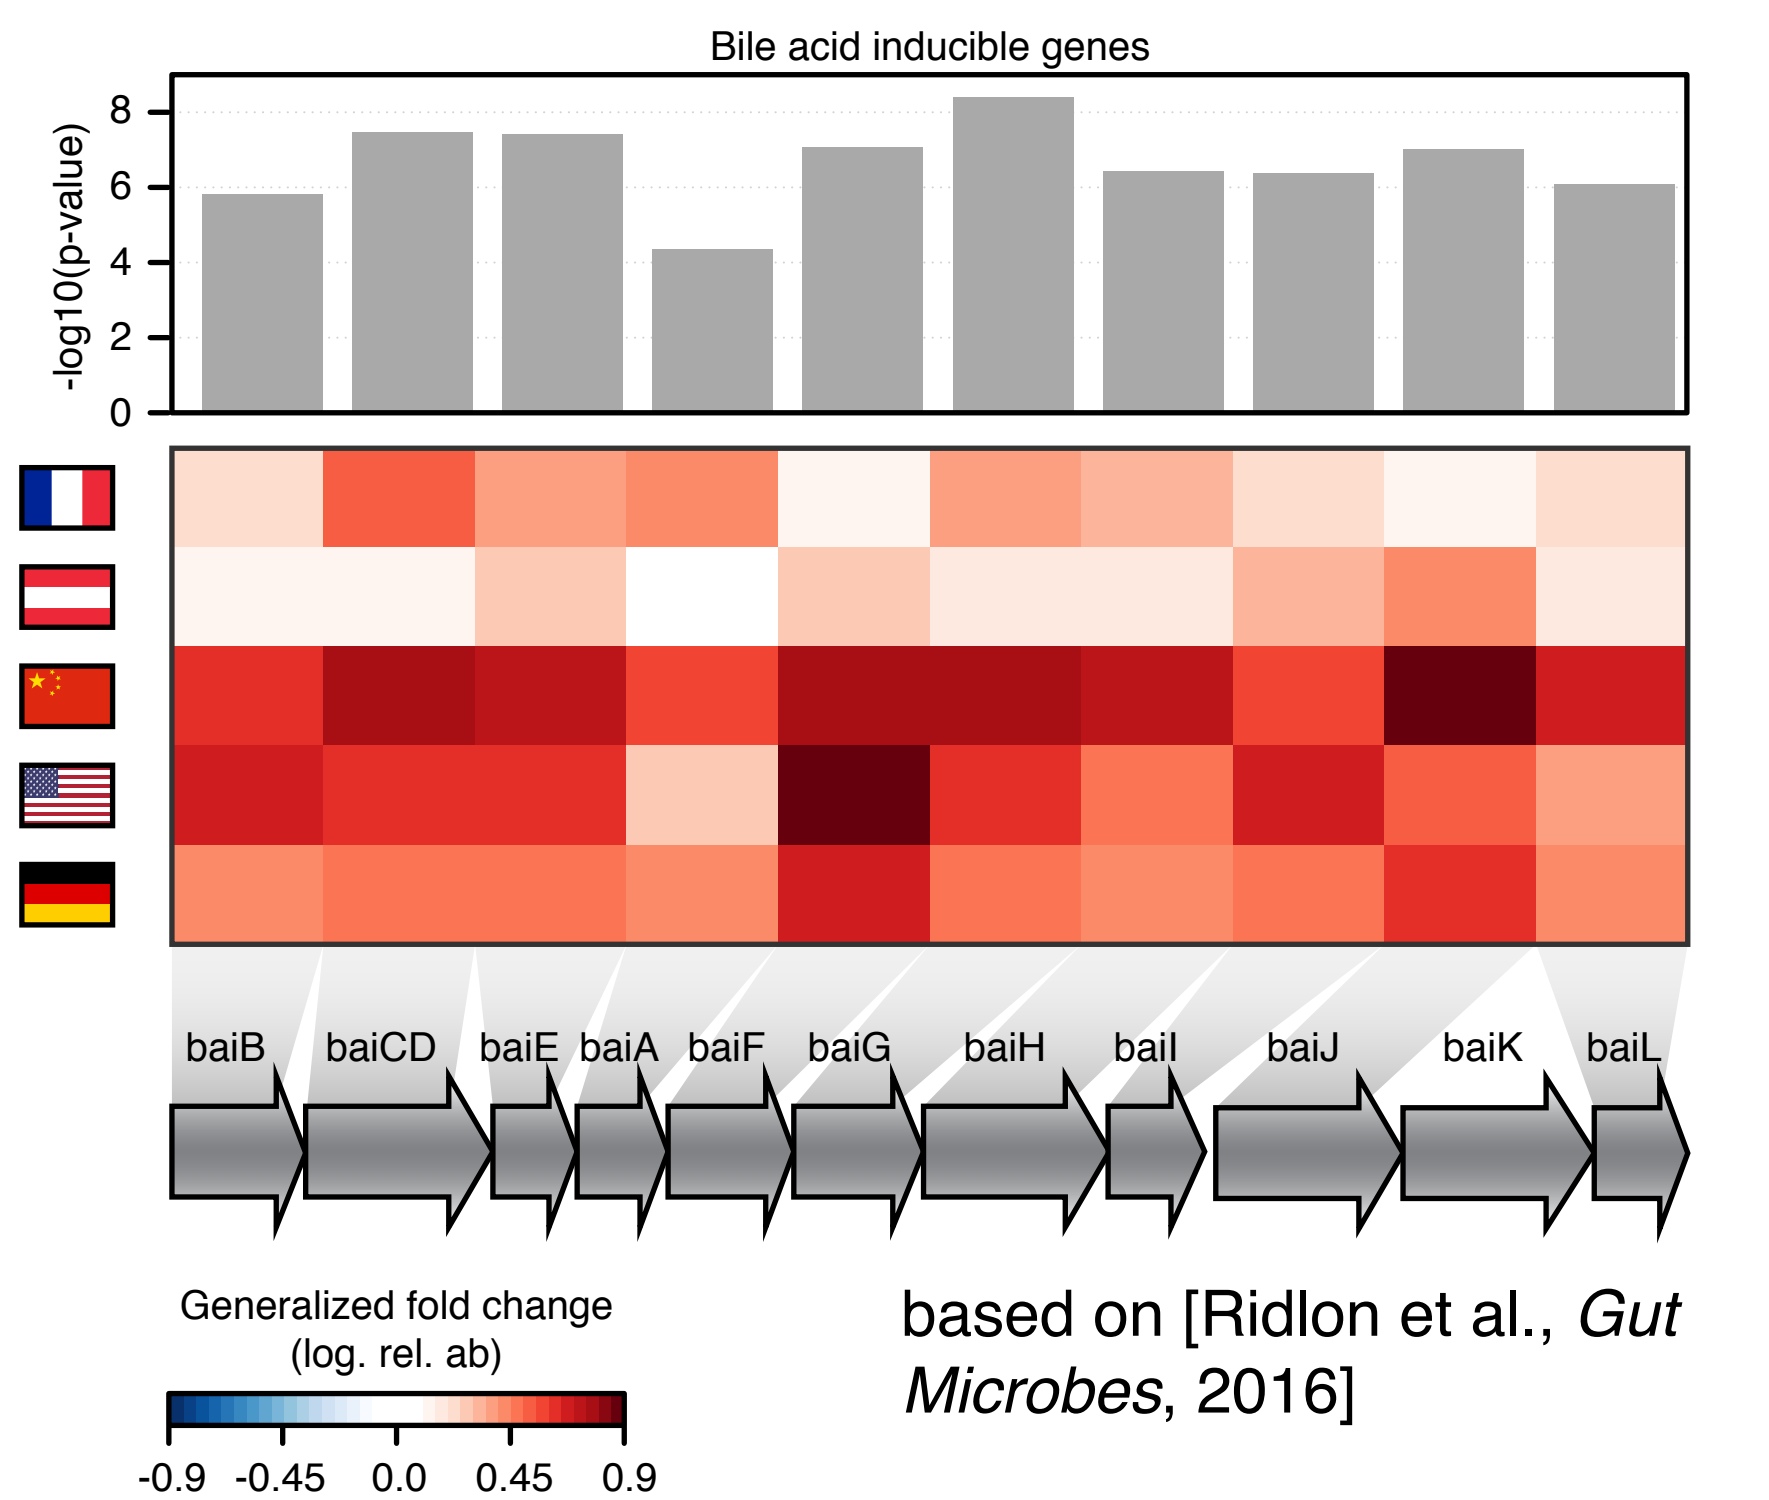 Bile acid inducible genes
-log10(p-value)
8
6
4
2
0
baiB baiCD baiE baiA baiF baiG baiH baiI baiJ baiK baiL
Generalized fold change
(log. rel. ab)
-0.9 -0.45 0.0 0.45 0.9
based on [Ridlon et al., Gut
Microbes, 2016]